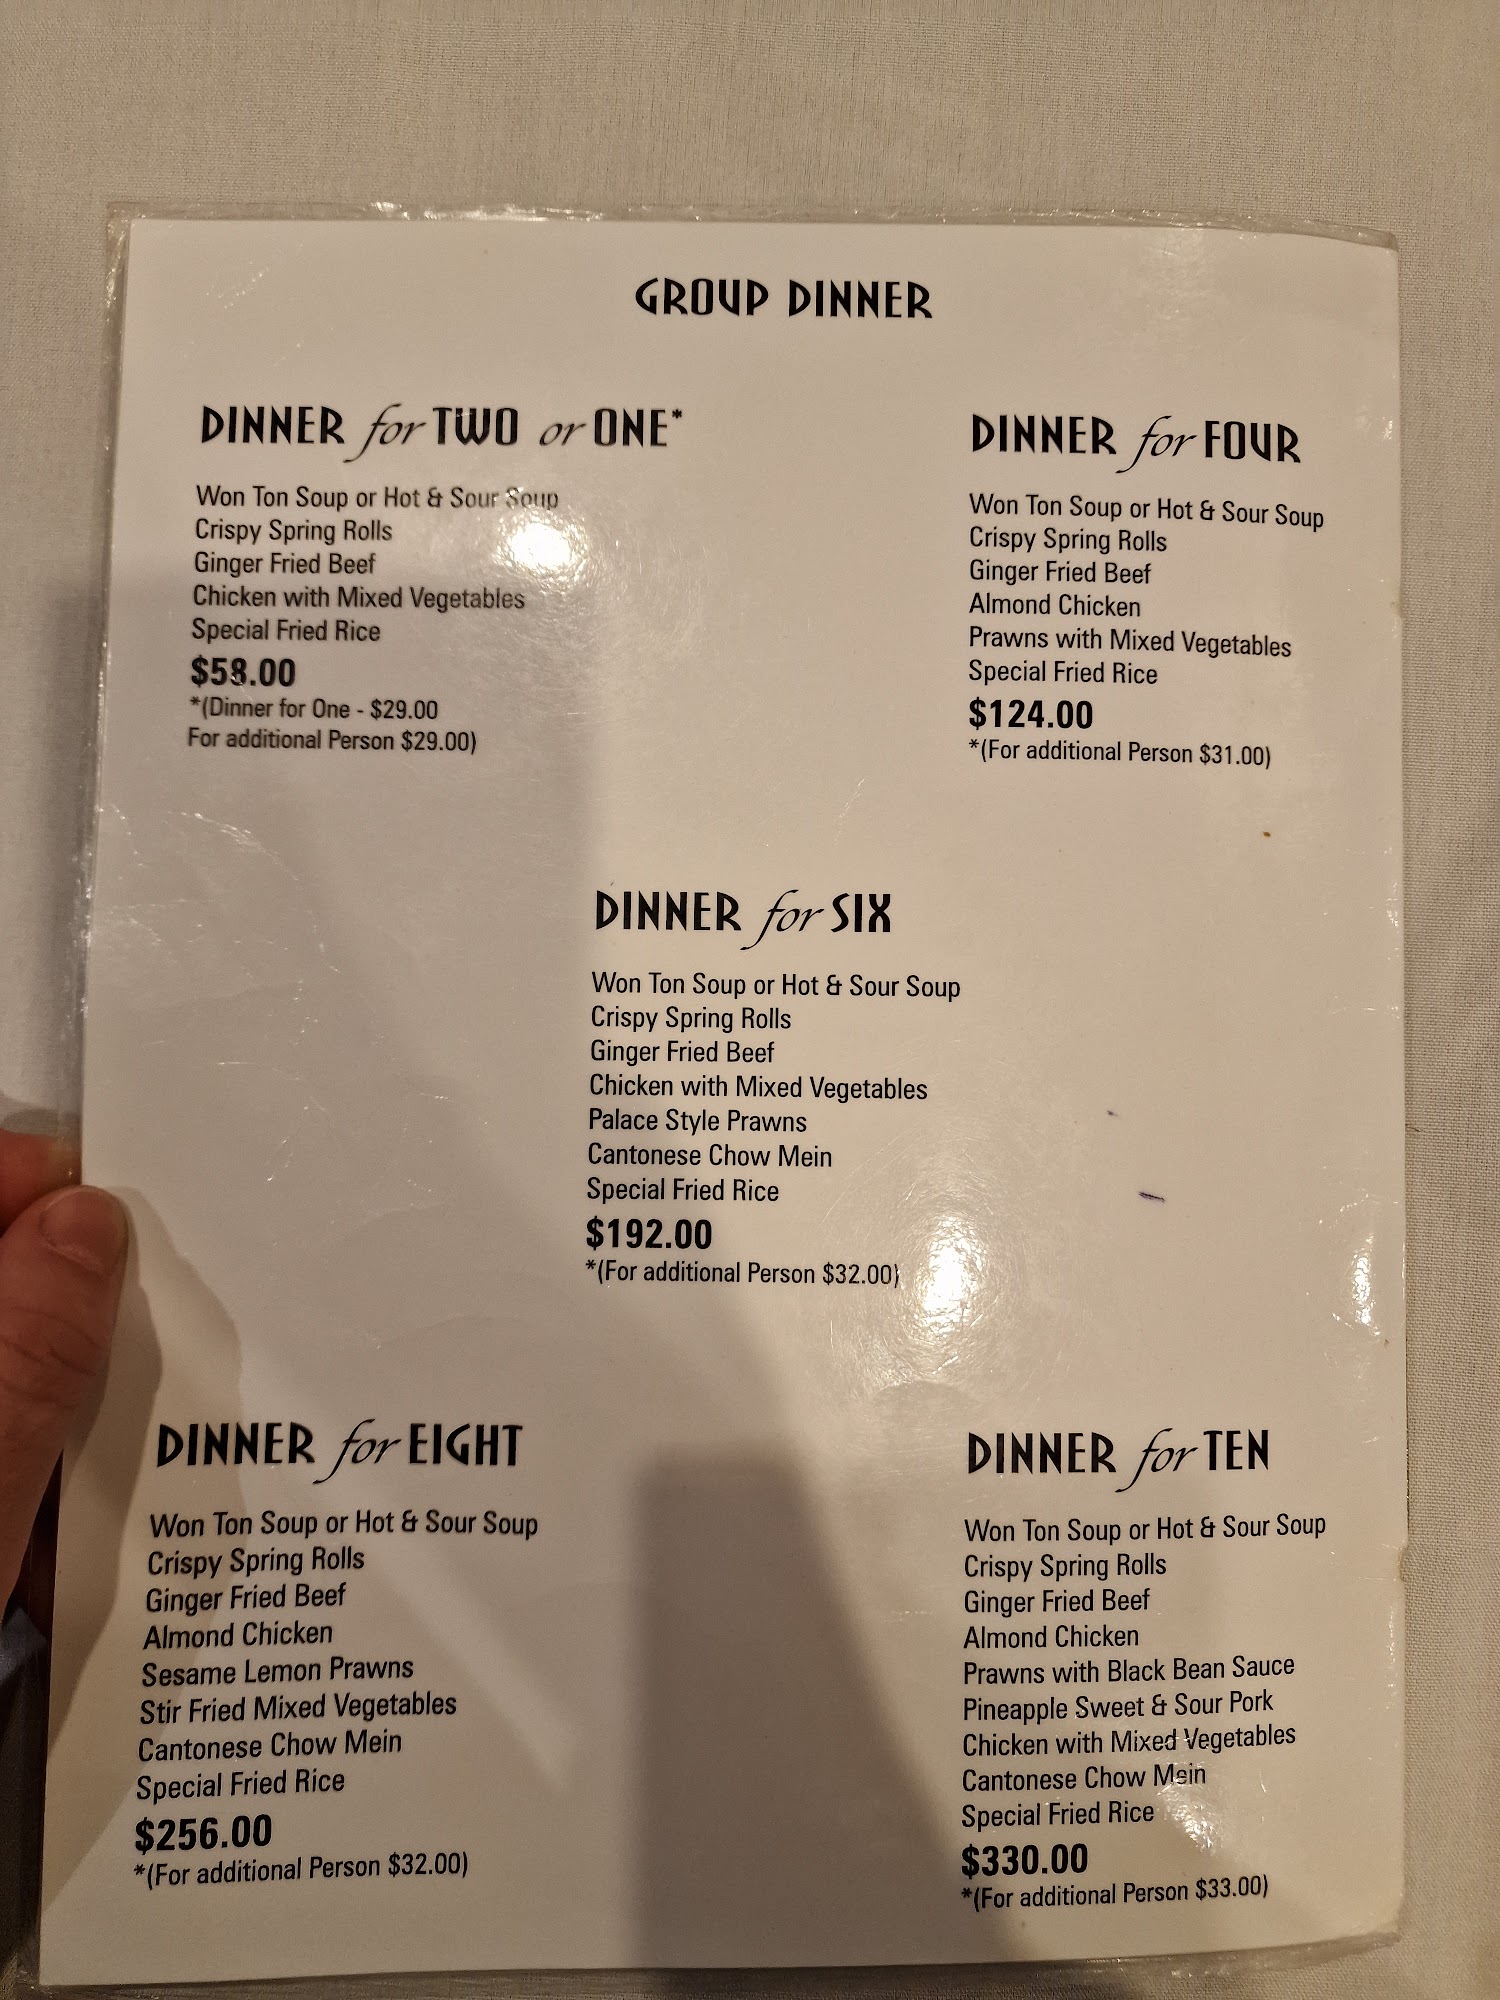 GROUP DINNER
DINNER for TWO or ONE*
Won Ton Soup or Hot & Sour Soup
Crispy Spring Rolls
Ginger Fried Beef
Chicken with Mixed Vegetables
Special Fried Rice
$58.00
*(Dinner for One - $29.00
For additional Person $29.00)
DINNER for FOUR
Won Ton Soup or Hot & Sour Soup
Crispy Spring Rolls
Ginger Fried Beef
Almond Chicken
Prawns with Mixed Vegetables
Special Fried Rice
$124.00
*(For additional Person $31.00)
DINNER for SIX
Won Ton Soup or Hot & Sour Soup
Crispy Spring Rolls
Ginger Fried Beef
Chicken with Mixed Vegetables
Palace Style Prawns
Cantonese Chow Mein
Special Fried Rice
$192.00
*(For additional Person $32.00)
DINNER for EIGHT
Won Ton Soup or Hot & Sour Soup
Crispy Spring Rolls
Ginger Fried Beef
Almond Chicken
Sesame Lemon Prawns
Stir Fried Mixed Vegetables
Cantonese Chow Mein
Special Fried Rice
$256.00
*(For additional Person $32.00)
DINNER for TEN
Won Ton Soup or Hot & Sour Soup
Crispy Spring Rolls
Ginger Fried Beef
Almond Chicken
Prawns with Black Bean Sauce
Pineapple Sweet & Sour Pork
Chicken with Mixed Vegetables
Cantonese Chow Mein
Special Fried Rice
$330.00
*(For additional Person $33.00)